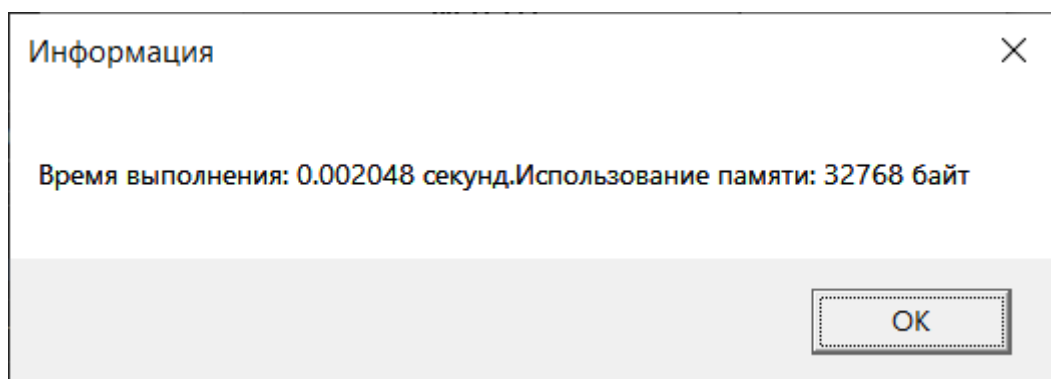 Информация
Время выполнения: 0.002048 секунд.Использование памяти: 32768 байт
OK